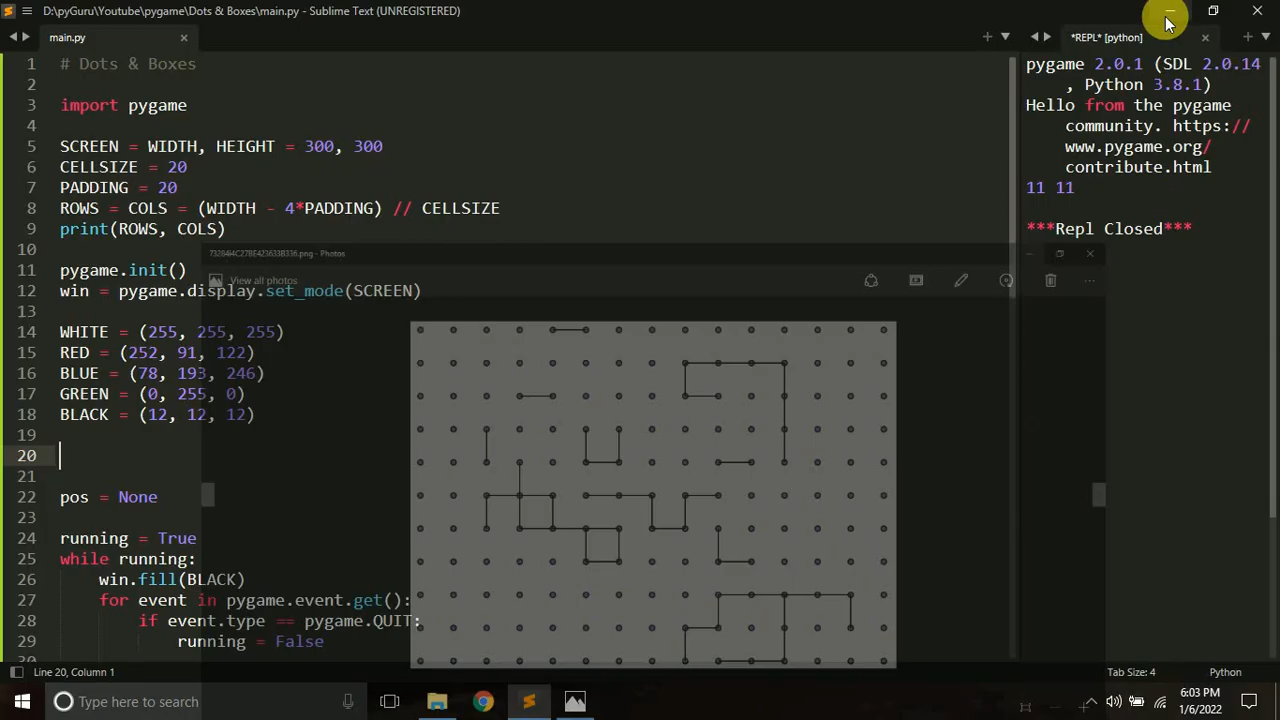 D:\pyGuru\Youtube\pygame\Dots & Boxes\main.py - Sublime Text (UNREGISTERED)
main.py
*REPL* [python]
1 # Dots & Boxes
2
3 import pygame
4
5 SCREEN = WIDTH, HEIGHT = 300, 300
6 CELLSIZE = 20
7 PADDING = 20
8 ROWS = COLS = (WIDTH - 4*PADDING) // CELLSIZE
9 print(ROWS, COLS)
10
11 pygame.init()
12 win = pygame.display.set_mode(SCREEN)
13
14 WHITE = (255, 255, 255)
15 RED = (252, 91, 122)
16 BLUE = (78, 193, 246)
17 GREEN = (0, 255, 0)
18 BLACK = (12, 12, 12)
19
20
21
22 pos = None
23
24 running = True
25 while running:
26 win.fill(BLACK)
27 for event in pygame.event.get():
28 if event.type == pygame.QUIT:
29 running = False
30
pygame 2.0.1 (SDL 2.0.14
, Python 3.8.1)
Hello from the pygame
community. https://
www.pygame.org/
contribute.html
11 11
***Repl Closed***
View all photos
Line 20, Column 1
Tab Size: 4
Python
Type here to search
6:03 PM
1/6/2022